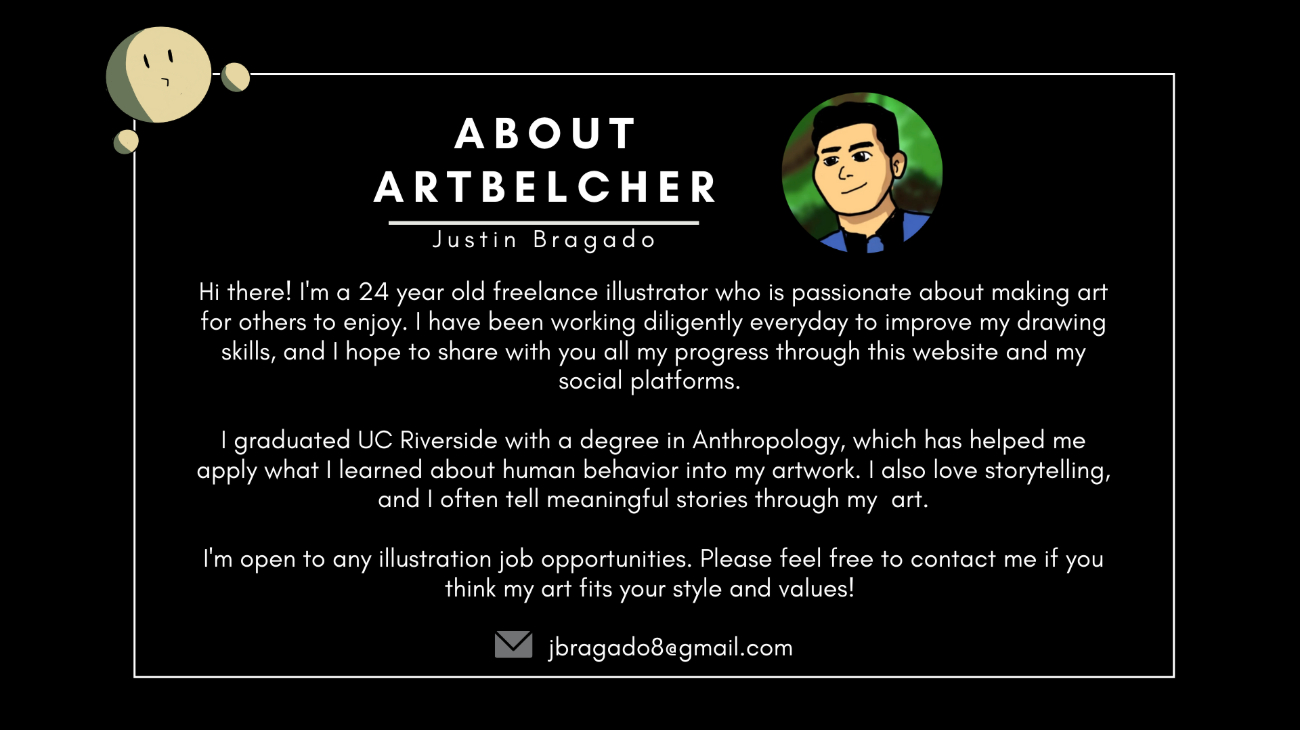 ABOUT
ARTBELCHER
Justin Bragado
Hi there! I'm a 24 year old freelance illustrator who is passionate about making art
for others to enjoy. I have been working diligently everyday to improve my drawing
skills, and I hope to share with you all my progress through this website and my
social platforms.
I graduated UC Riverside with a degree in Anthropology, which has helped me
apply what I learned about human behavior into my artwork. I also love storytelling,
and I often tell meaningful stories through my  art.
I'm open to any illustration job opportunities. Please feel free to contact me if you
think my art fits your style and values!
jbragado8@gmail.com